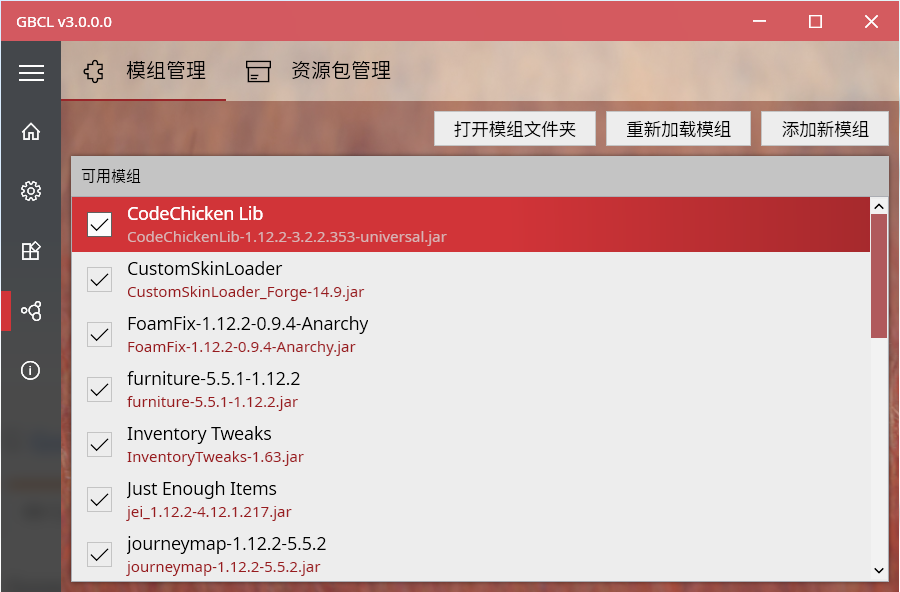 GBCL v3.0.0.0
模组管理 资源包管理
打开模组文件夹 重新加载模组 添加新模组
可用模组
CodeChicken Lib
CodeChickenLib-1.12.2-3.2.2.353-universal.jar
CustomSkinLoader
CustomSkinLoader_Forge-14.9.jar
FoamFix-1.12.2-0.9.4-Anarchy
FoamFix-1.12.2-0.9.4-Anarchy.jar
furniture-5.5.1-1.12.2
furniture-5.5.1-1.12.2.jar
Inventory Tweaks
InventoryTweaks-1.63.jar
Just Enough Items
jei_1.12.2-4.12.1.217.jar
journeymap-1.12.2-5.5.2
journeymap-1.12.2-5.5.2.jar